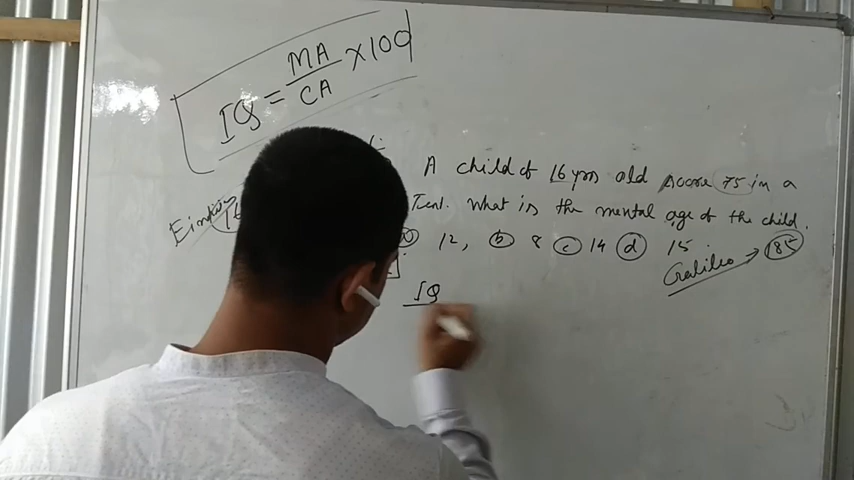 IQ = MA/CA × 100
A child of 16 yrs old score 75 in a
Test. What is the mental age of the child.
12, (b) 8 (c) 14 (d) 15.
Galileo → 185
IQ